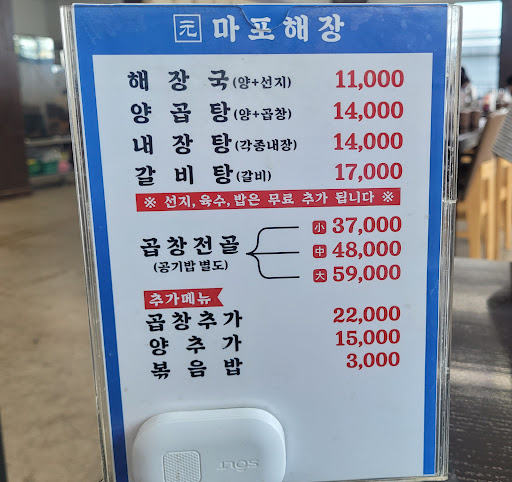 元 마포해장
해장국(양+선지) 11,000
양곱탕(양+곱창) 14,000
내장탕(각종내장) 14,000
갈비탕(갈비) 17,000
※ 선지, 육수, 밥은 무료 추가 됩니다 ※
곱창전골
(공기밥 별도)
小 37,000
中 48,000
大 59,000
추가메뉴
곱창추가 22,000
양추가 15,000
볶음밥 3,000
SOLT